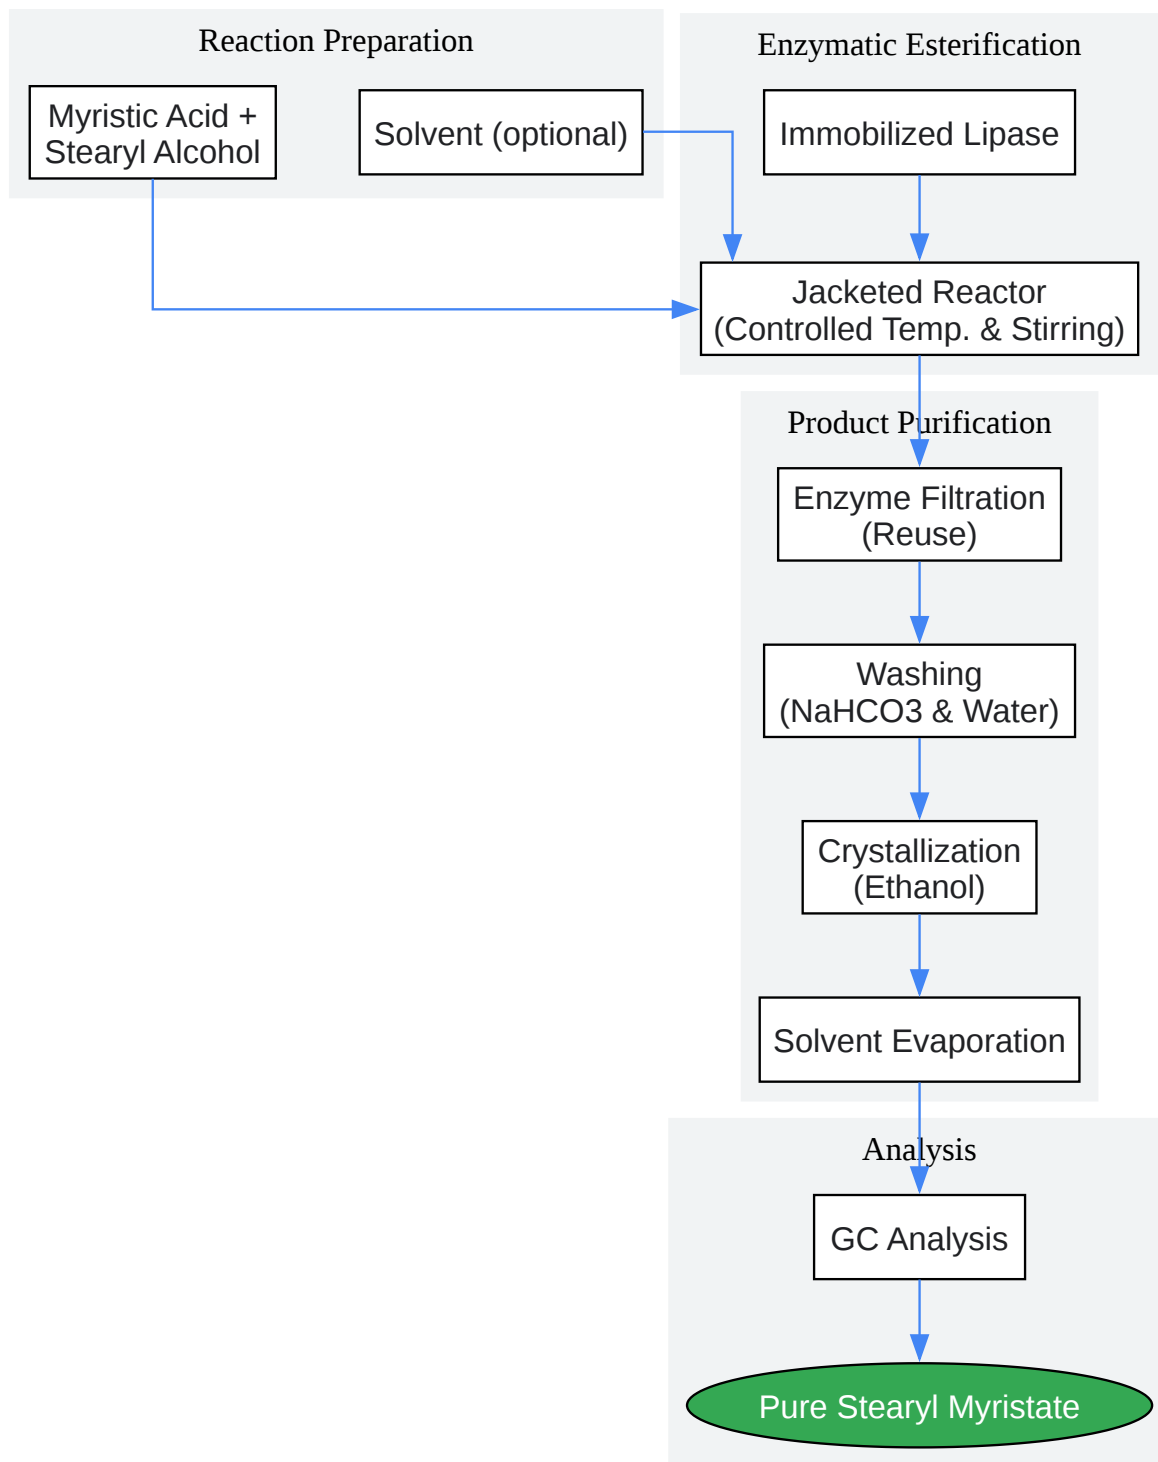 Reaction Preparation
Myristic Acid +
Stearyl Alcohol
Solvent (optional)
Enzymatic Esterification
Immobilized Lipase
Jacketed Reactor
(Controlled Temp. & Stirring)
Product Purification
Enzyme Filtration
(Reuse)
Washing
(NaHCO3 & Water)
Crystallization
(Ethanol)
Solvent Evaporation
Analysis
GC Analysis
Pure Stearyl Myristate